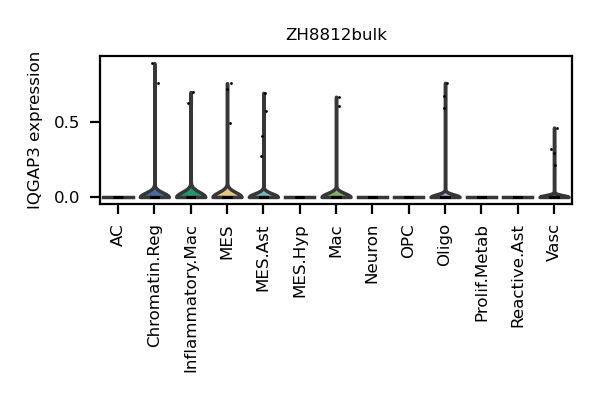 ZH8812bulk
IQGAP3 expression
0.5
0.0
AC
Chromatin.Reg
Inflammatory.Mac
MES
MES.Ast
MES.Hyp
Mac
Neuron
OPC
Oligo
Prolif.Metab
Reactive.Ast
Vasc